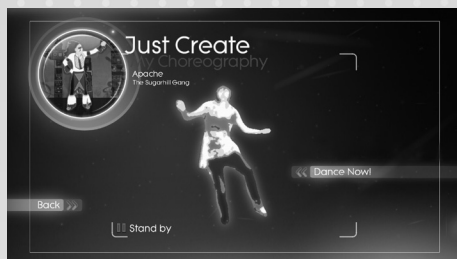 Just Create
My Choreography
Apache
The Sugarhill Gang
Dance Now!
Back
Stand by